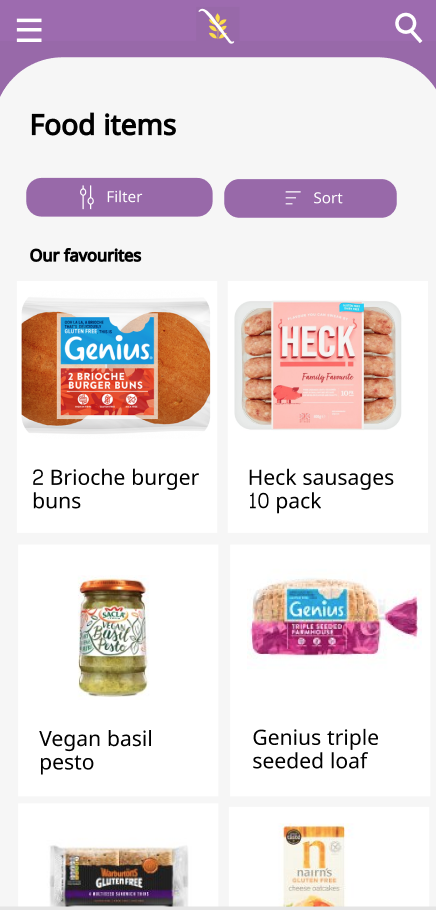 Food items
Filter
Sort
Our favourites
GLUTEN FREE
Genius
2 BRIOCHE
BURGER BUNS
HECK
Family Favourite
2 Brioche burger
buns
Heck sausages
10 pack
SACLA'
VEGAN
Basil
Pesto
Genius
TRIPLE SEEDED
FARMHOUSE
Vegan basil
pesto
Genius triple
seeded loaf
Warburtons
GLUTEN FREE
n
nairn's
GLUTEN FREE
cheese oatcakes